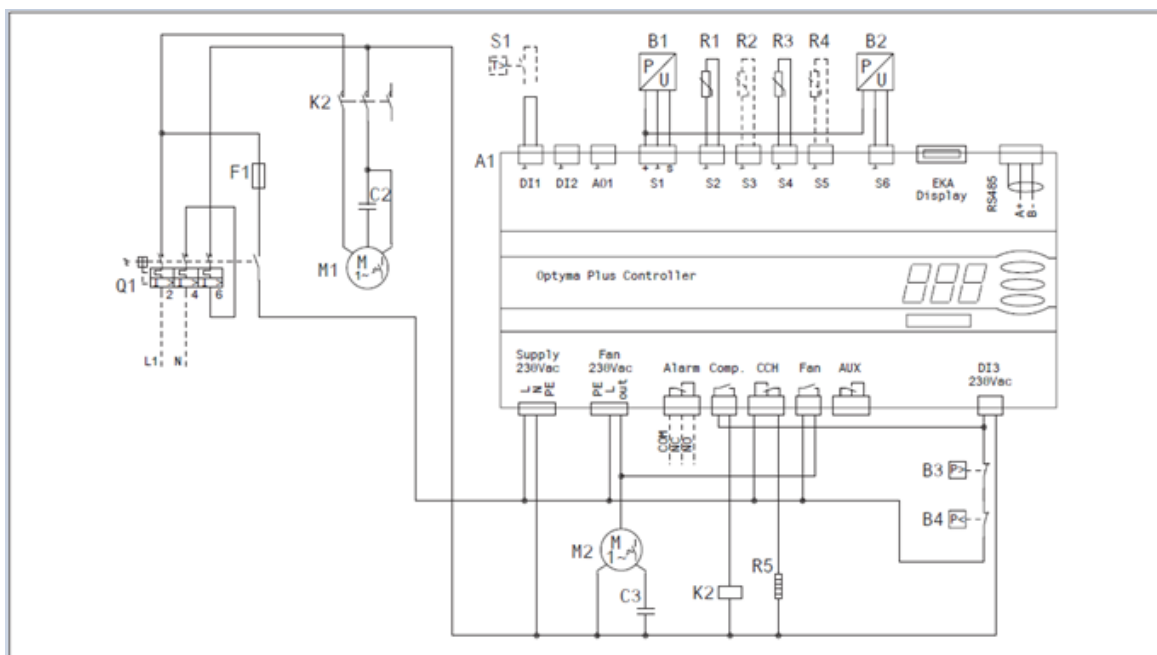 S1 B1 R1 R2 R3 R4 B2
P U P U
K2
A1
+ s
DI1 DI2 AO1 S1 S2 S3 S4 S5 S6 EKA Display RS485 A+ B-
F1
C2
M1 M 1~
Q1 2 4 6
L1 N
Optyma Plus Controller
Supply 230Vac Fan 230Vac Alarm Comp. CCH Fan AUX DI3 230Vac
L N PE PE L out
COM NC NO
B3 P>
B4 P<
M2 M 1~
C3 K2 R5